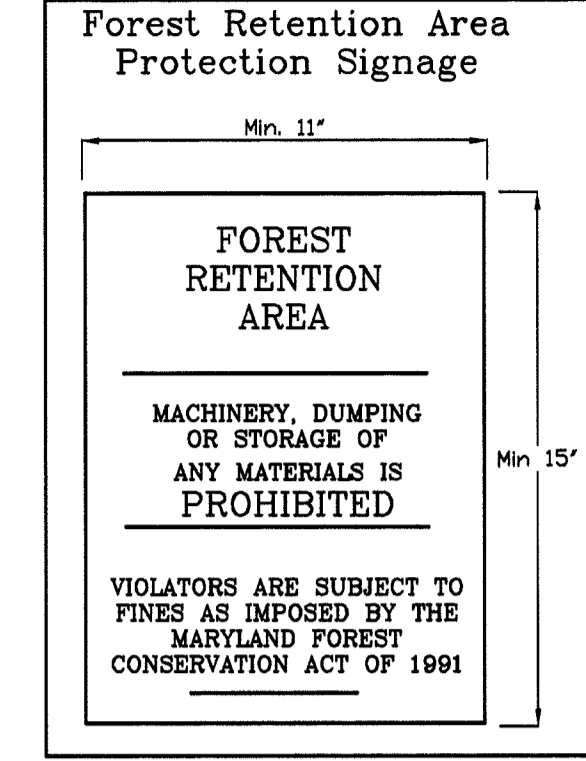 Forest Retention Area
Protection Signage
Min. 11"
FOREST
RETENTION
AREA
MACHINERY, DUMPING
OR STORAGE OF
ANY MATERIALS IS
PROHIBITED
Min 15"
VIOLATORS ARE SUBJECT TO
FINES AS IMPOSED BY THE
MARYLAND FOREST
CONSERVATION ACT OF 1991